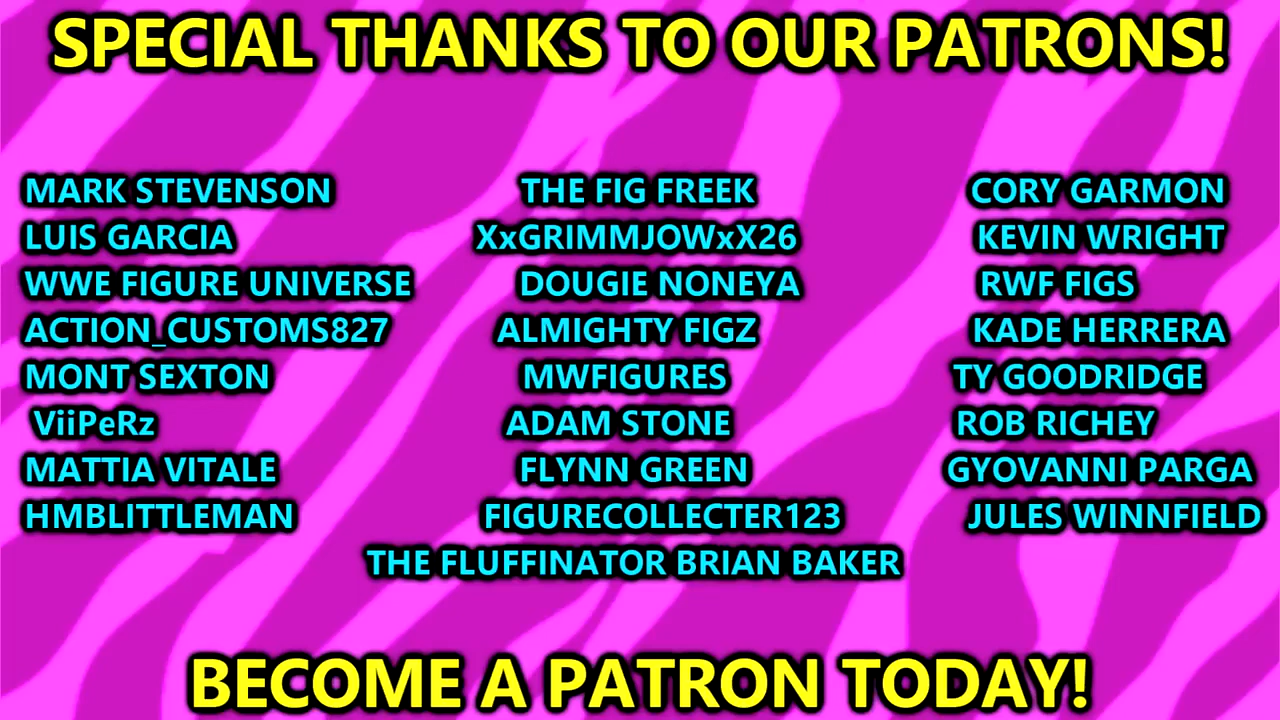 SPECIAL THANKS TO OUR PATRONS!
MARK STEVENSON THE FIG FREEK CORY GARMON
LUIS GARCIA XxGRIMMJOWxX26 KEVIN WRIGHT
WWE FIGURE UNIVERSE DOUGIE NONEYA RWF FIGS
ACTION_CUSTOMS827 ALMIGHTY FIGZ KADE HERRERA
MONT SEXTON MWFIGURES TY GOODRIDGE
ViiPeRz ADAM STONE ROB RICHEY
MATTIA VITALE FLYNN GREEN GYOVANNI PARGA
HMBLITTLEMAN FIGURECOLLECTER123 JULES WINNFIELD
THE FLUFFINATOR BRIAN BAKER
BECOME A PATRON TODAY!